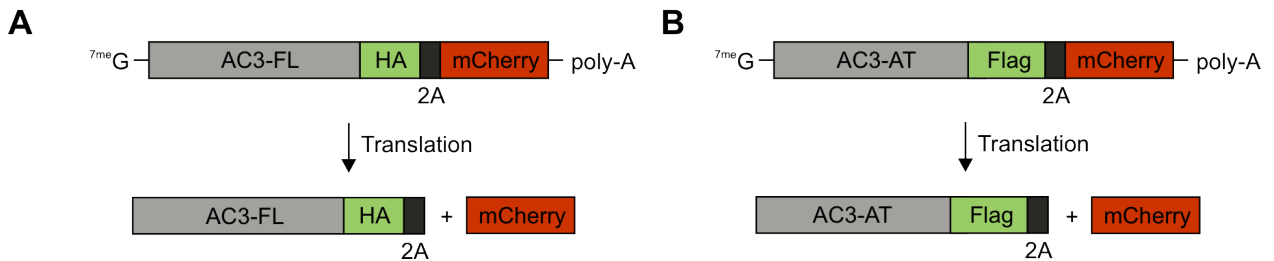 A
7meG AC3-FL HA mCherry poly-A
2A
Translation
AC3-FL HA + mCherry
2A
B
7meG AC3-AT Flag mCherry poly-A
2A
Translation
AC3-AT Flag + mCherry
2A